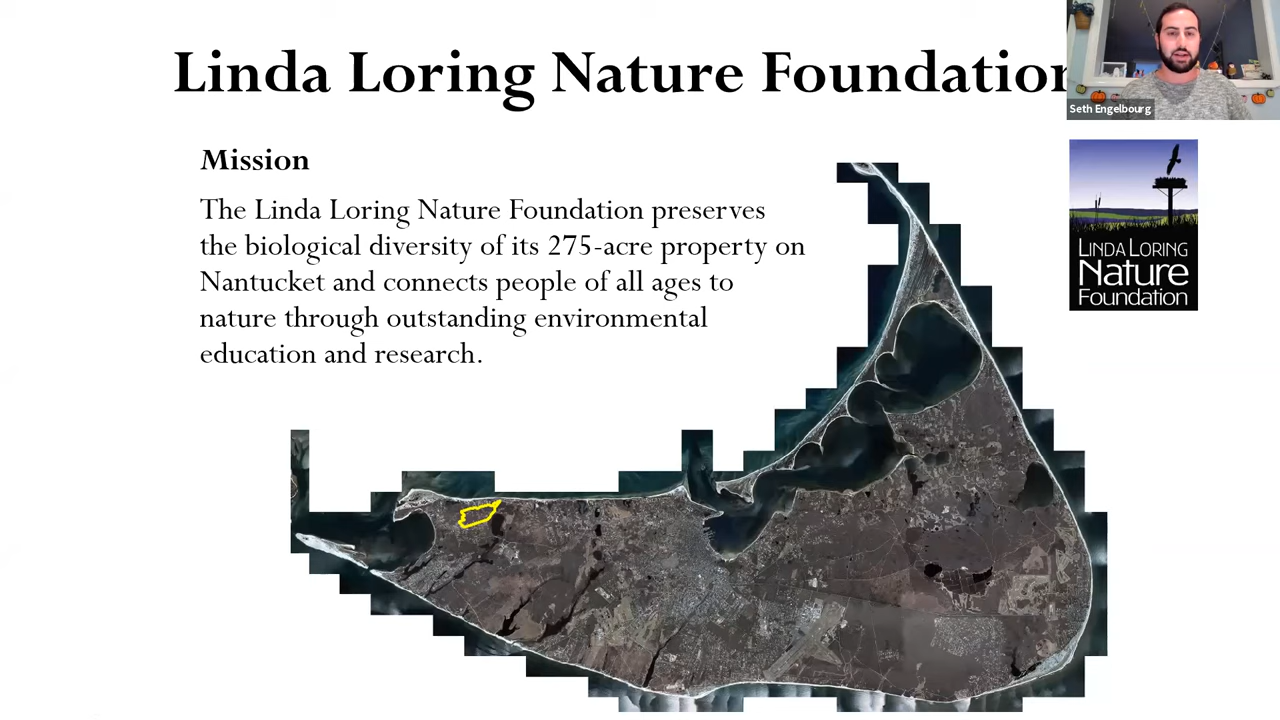 Linda Loring Nature Foundation
Seth Engelbourg
Mission
The Linda Loring Nature Foundation preserves
the biological diversity of its 275-acre property on
Nantucket and connects people of all ages to
nature through outstanding environmental
education and research.
LINDA LORING
Nature
Foundation